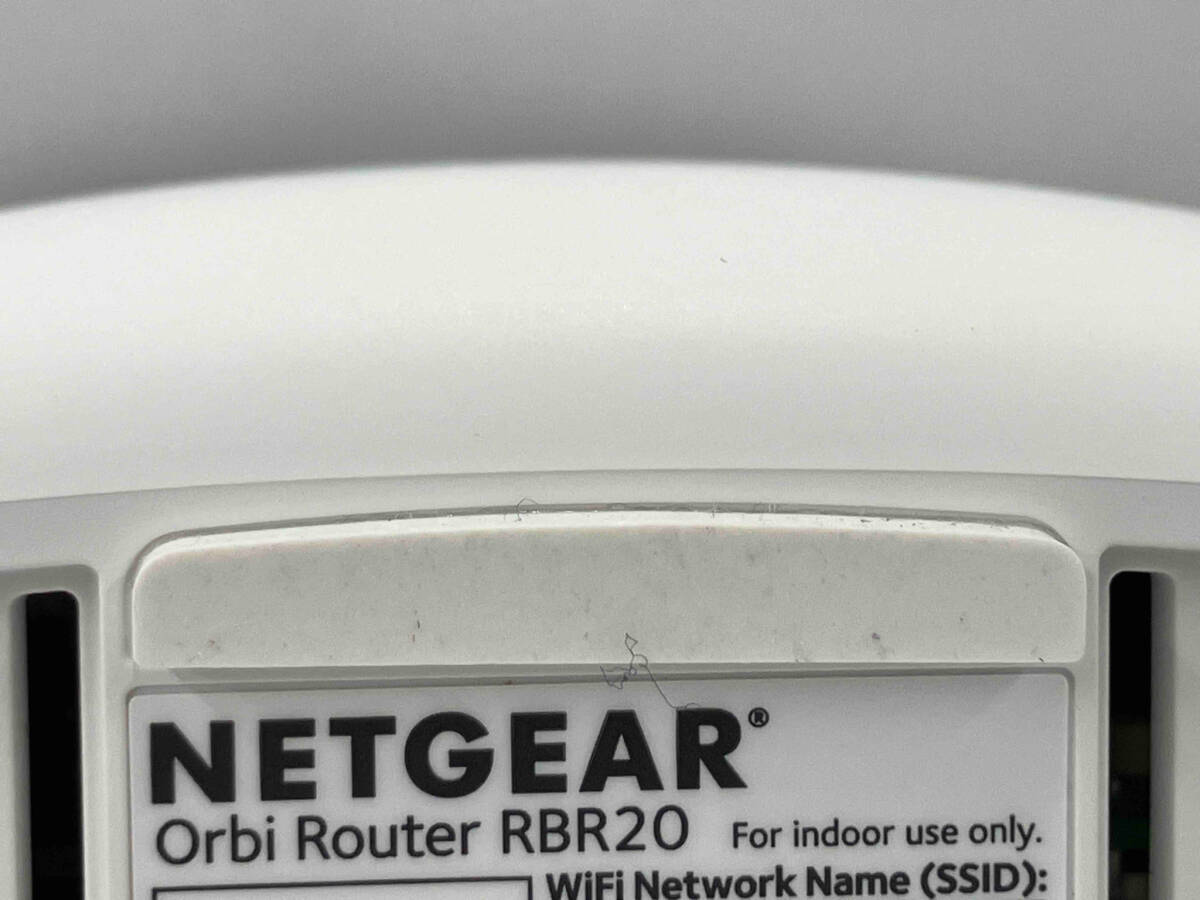 NETGEAR®
Orbi Router RBR20 For indoor use only.
WiFi Network Name (SSID):